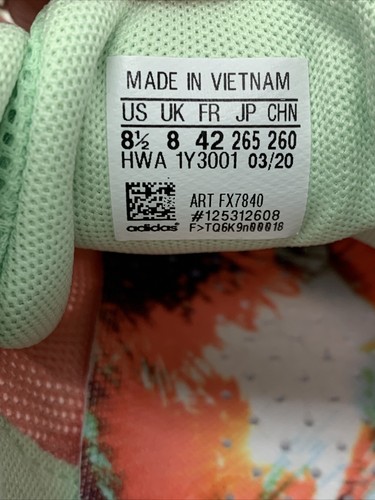 MADE IN VIETNAM
US UK FR JP CHN
8½ 8 42 265 260
HWA 1Y3001 03/20
ART FX7840
#125312608
adidas F>TQ6K9n00018